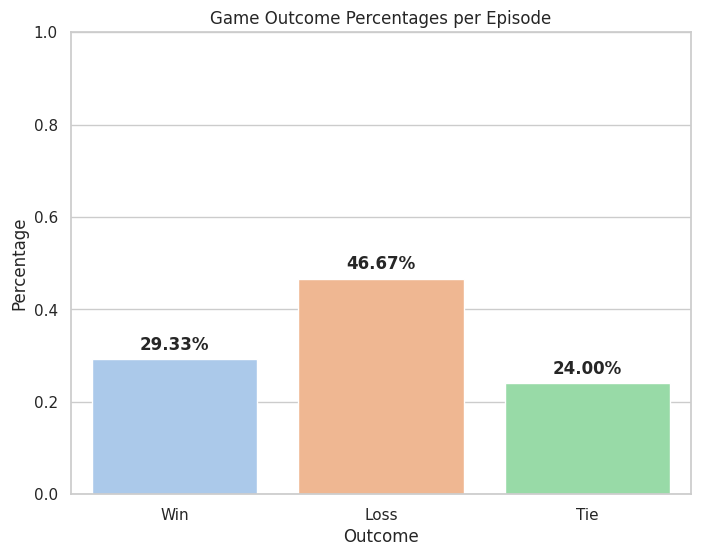 Game Outcome Percentages per Episode
1.0
0.8
0.6
0.4
0.2
0.0
Percentage
29.33%
46.67%
24.00%
Win
Loss
Tie
Outcome